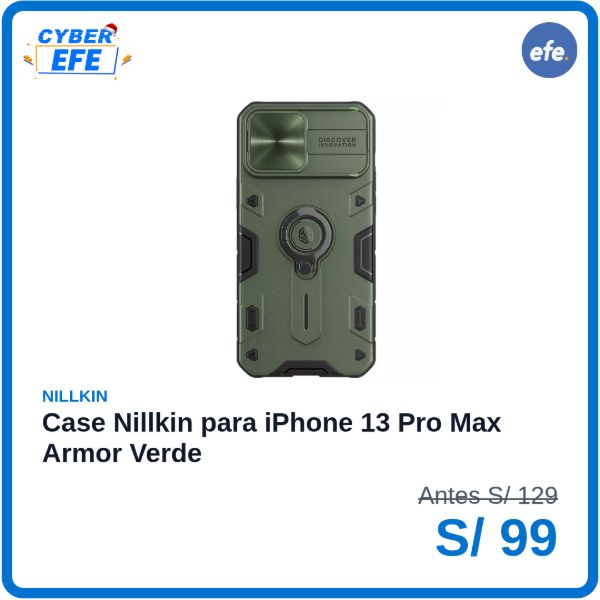 CYBER
EFE
efe.
DISCOVER
INNOVATION
NILLKIN
Case Nillkin para iPhone 13 Pro Max
Armor Verde
Antes S/ 129
S/ 99